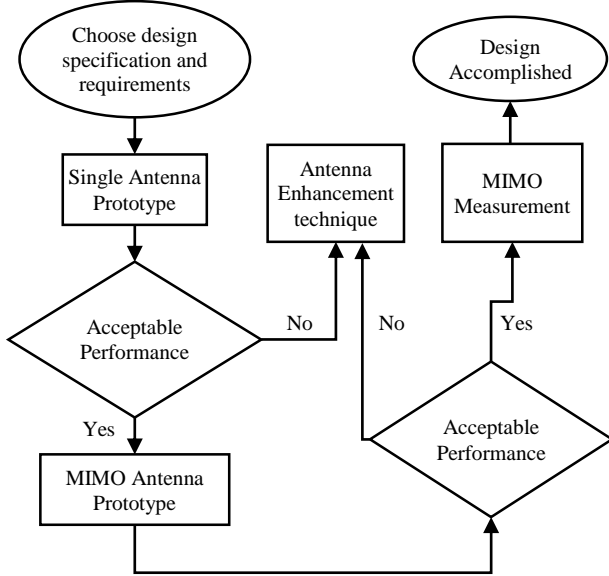 Choose design
specification and
requirements
Design
Accomplished
Single Antenna
Prototype
Antenna
Enhancement
technique
MIMO
Measurement
Acceptable
Performance
No
No
Yes
Yes
Acceptable
Performance
MIMO Antenna
Prototype